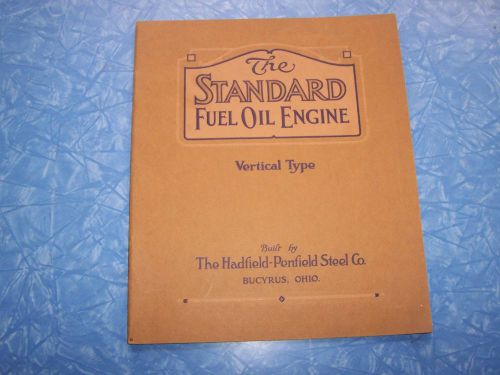 The
STANDARD
FUEL OIL ENGINE
Vertical Type
Built by
The Hadfield-Penfield Steel Co.
BUCYRUS, OHIO.